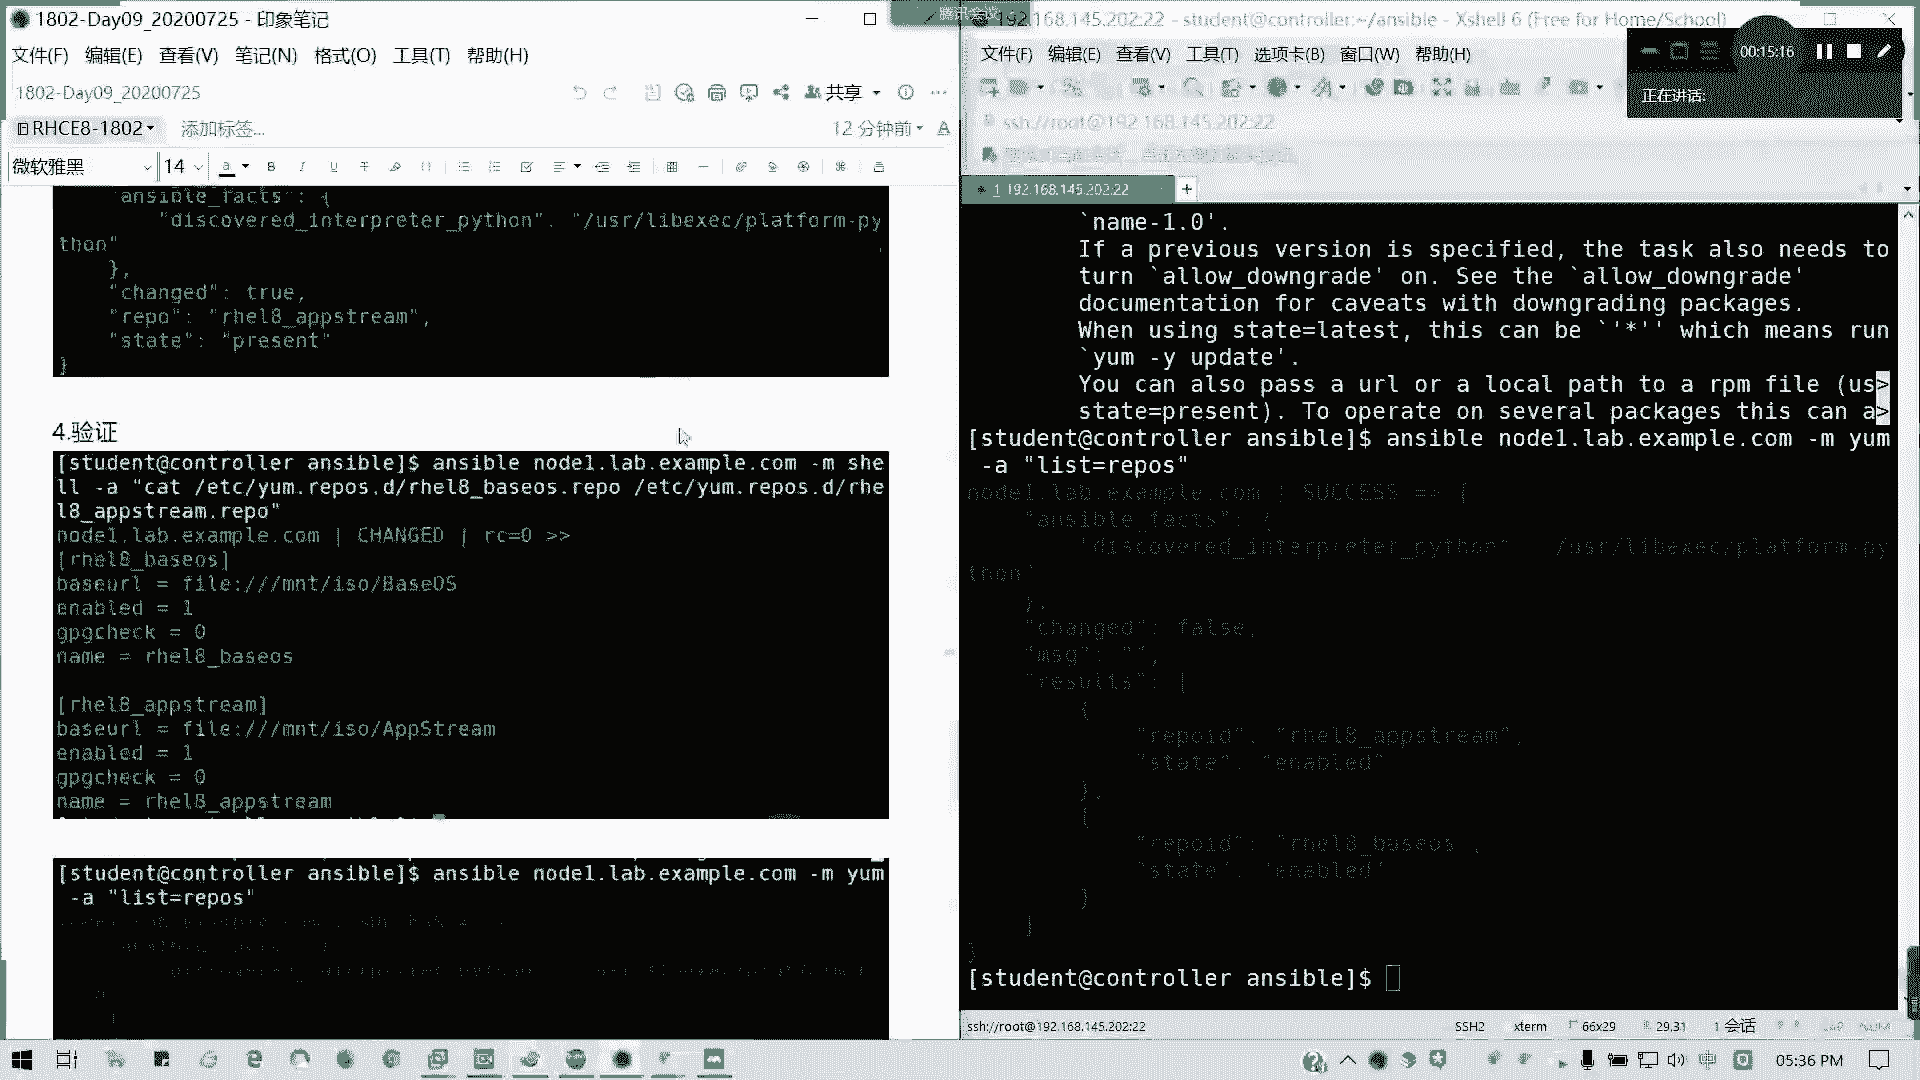 1802-Day09_20200725 - 印象笔记
文件(F) 编辑(E) 查看(V) 笔记(N) 格式(O) 工具(T) 帮助(H)
1802-Day09_20200725
共享
RHCE8-1802
添加标签...
12 分钟前
微软雅黑
14
ansible_facts": {
"discovered_interpreter_python". "/usr/libexec/platform-py
thon"
},
"changed": true,
"repo": "rhel8_appstream",
"state": "present"
}
4.验证
[student@controller ansible]$ ansible node1.lab.example.com -m she
ll -a "cat /etc/yum.repos.d/rhel8_baseos.repo /etc/yum.repos.d/rhe
l8_appstream.repo"
node1.lab.example.com | CHANGED | rc=0 >>
[rhel8_baseos]
baseurl = file:///mnt/iso/BaseOS
enabled = 1
gpgcheck = 0
name = rhel8_baseos
[rhel8_appstream]
baseurl = file:///mnt/iso/AppStream
enabled = 1
gpgcheck = 0
name = rhel8_appstream
[student@controller ansible]$ ansible node1.lab.example.com -m yum
-a "list=repos"
腾讯会议
192.168.145.202:22 - student@controller:~/ansible - Xshell 6 (Free for Home/School)
文件(F) 编辑(E) 查看(V) 工具(T) 选项卡(B) 窗口(W) 帮助(H)
00:15:16
正在讲话:
ssh://root@192.168.145.202:22
1 192.168.145.202:22
`name-1.0'.
If a previous version is specified, the task also needs to
turn `allow_downgrade' on. See the `allow_downgrade'
documentation for caveats with downgrading packages.
When using state=latest, this can be `'*'' which means run
`yum -y update'.
You can also pass a url or a local path to a rpm file (us>
state=present). To operate on several packages this can a>
[student@controller ansible]$ ansible node1.lab.example.com -m yum
-a "list=repos"
node1.lab.example.com | SUCCESS => {
"ansible_facts": {
"discovered_interpreter_python" /usr/libexec/platform-py
thon"
},
"changed": false,
"msg": "",
"results": [
{
"repoid". "rhel8_appstream",
"state". "enabled"
},
{
"repoid": "rhel8_baseos",
"state". "enabled"
}
]
}
[student@controller ansible]$
ssh://root@192.168.145.202:22
SSH2
xterm
66x29
29,31
1 会话
中
05:36 PM